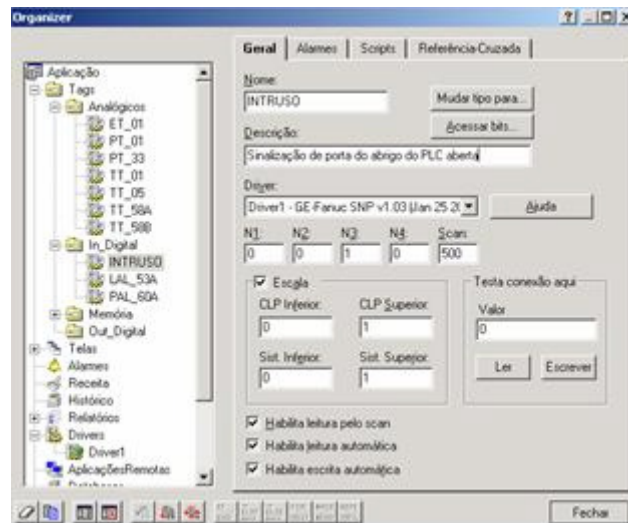 Organizer
Geral Alarmes Scripts Referência-Cruzada
Aplicação
Tags
Analógicos
ET_01
PT_01
PT_33
TT_01
TT_05
TT_58A
TT_58B
In_Digital
INTRUSO
LAL_53A
PAL_60A
Memória
Out_Digital
Telas
Alarmes
Receita
Histórico
Relatórios
Drivers
Driver1
AplicaçõesRemotas
Nome:
INTRUSO
Mudar tipo para...
Acessar bits...
Descrição:
Sinalização de porta do abrigo do PLC aberta
Driver:
Driver1 - GE-Fanuc SNP v1.03 (Jan 25 20
Ajuda
N1: N2: N3: N4: Scan:
0 0 1 0 500
Escala
CLP Inferior: CLP Superior:
0 1
Sist. Inferior: Sist. Superior:
0 1
Testa conexão aqui
Valor
0
Ler Escrever
Habilita leitura pelo scan
Habilita leitura automática
Habilita escrita automática
Fechar